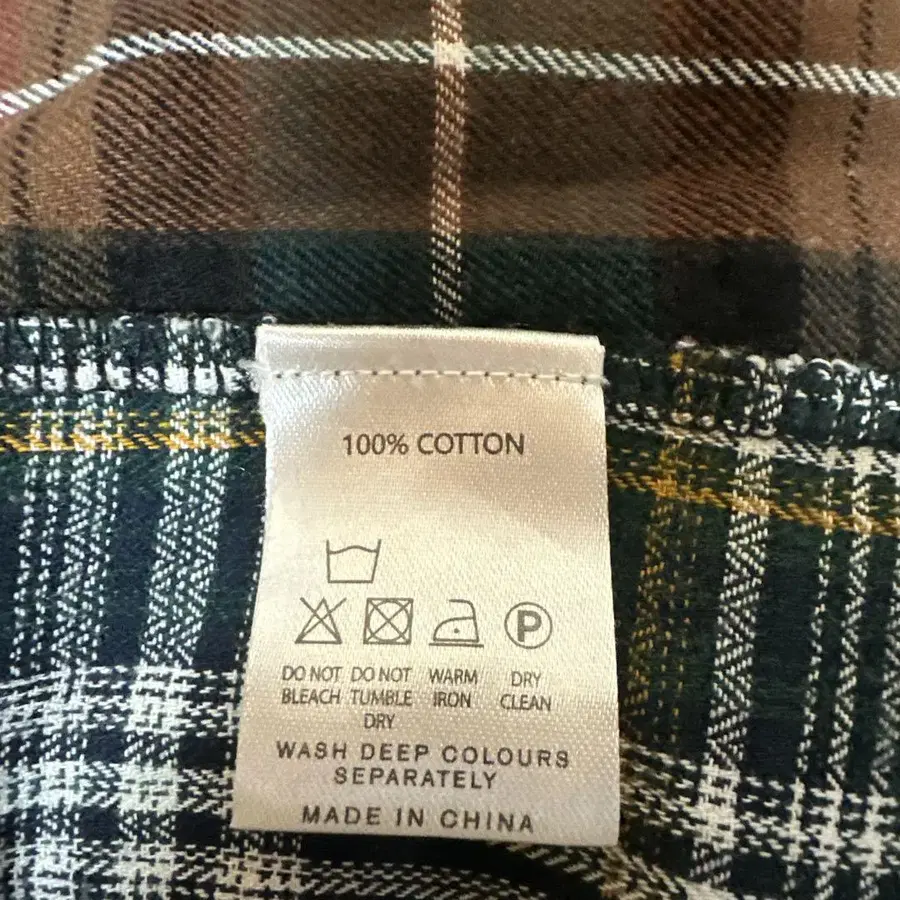 100% COTTON
P
DO NOT DO NOT WARM DRY
BLEACH TUMBLE IRON CLEAN
DRY
WASH DEEP COLOURS
SEPARATELY
MADE IN CHINA